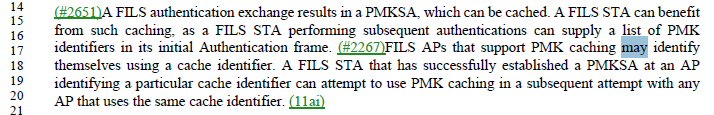 14 (#2651)A FILS authentication exchange results in a PMKSA, which can be cached. A FILS STA can benefit
15 from such caching, as a FILS STA performing subsequent authentications can supply a list of PMK
16 identifiers in its initial Authentication frame. (#2267)FILS APs that support PMK caching may identify
17 themselves using a cache identifier. A FILS STA that has successfully established a PMKSA at an AP
18 identifying a particular cache identifier can attempt to use PMK caching in a subsequent attempt with any
19 AP that uses the same cache identifier. (11ai)
20
21